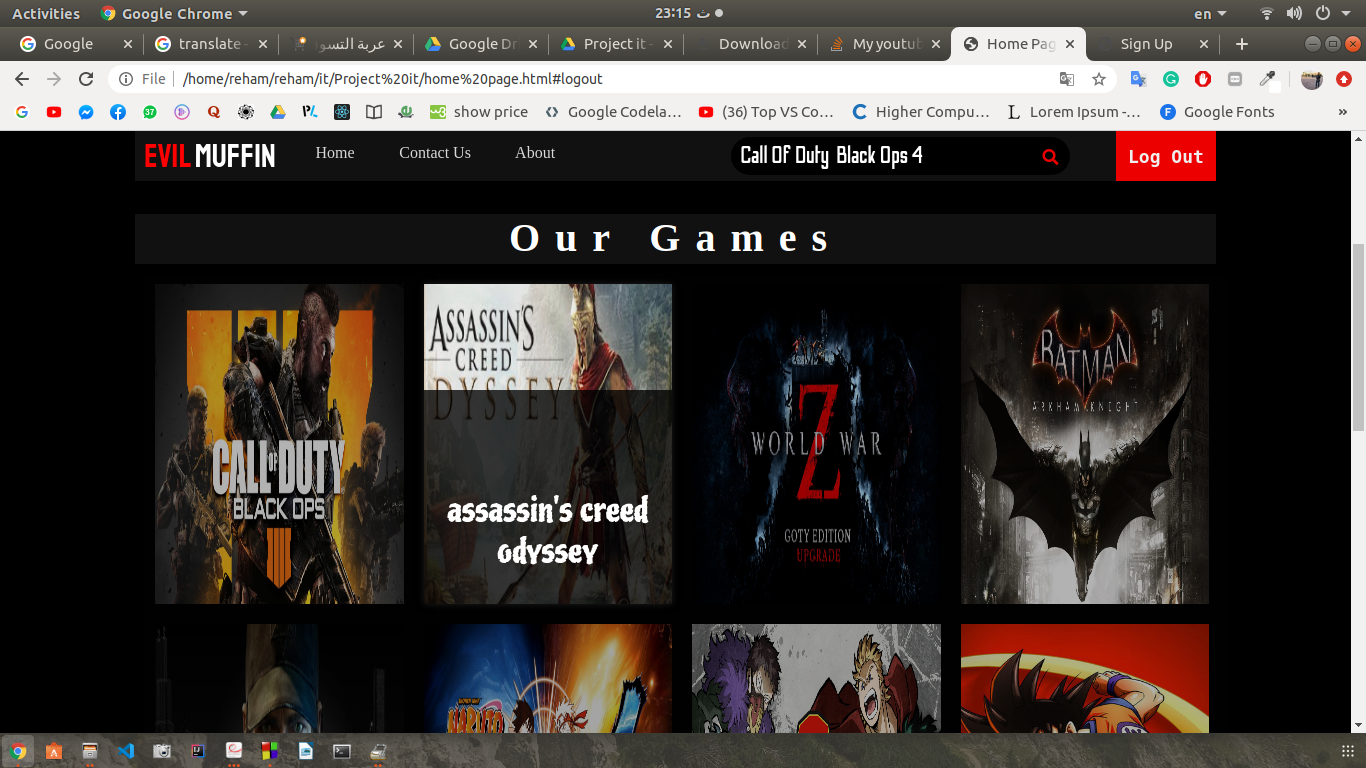 Activities Google Chrome 23:15 ث en
Google translate - عربة التسو Google Dr Project it - Download My youtub Home Pag Sign Up
File /home/reham/reham/it/Project%20it/home%20page.html#logout
37 show price Google Codela… (36) Top VS Co… Higher Compu… Lorem Ipsum -… Google Fonts »
EVIL MUFFIN Home Contact Us About Call Of Duty Black Ops 4 Log Out
Our Games
CALL OF DUTY
BLACK OPS
ASSASSIN'S
CREED
ODYSSEY
assassin's creed
odyssey
WORLD WAR
Z
GOTY EDITION
UPGRADE
BATMAN
ARKHAM KNIGHT
NARUTO